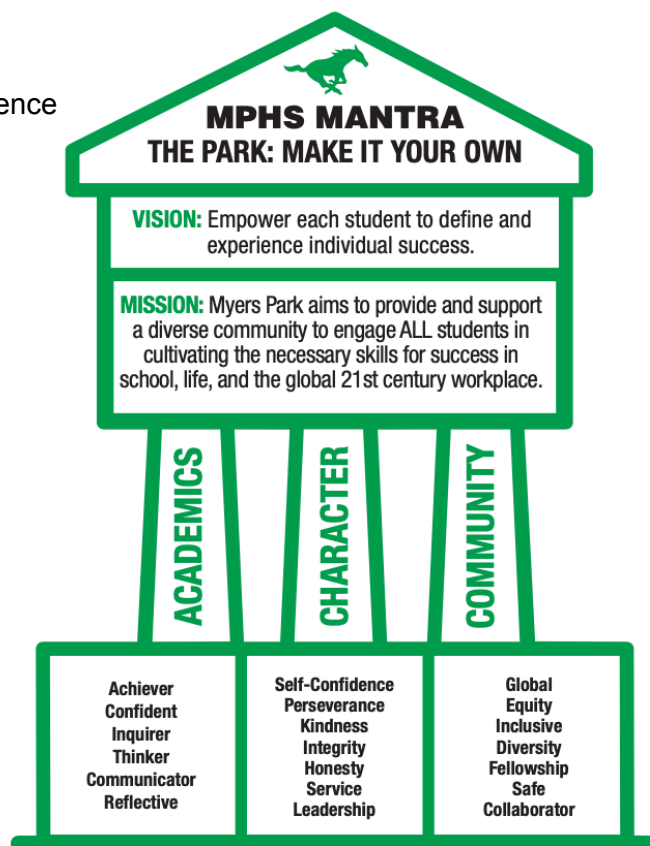 ence
MPHS MANTRA
THE PARK: MAKE IT YOUR OWN
VISION: Empower each student to define and
experience individual success.
MISSION: Myers Park aims to provide and support
a diverse community to engage ALL students in
cultivating the necessary skills for success in
school, life, and the global 21st century workplace.
ACADEMICS
CHARACTER
COMMUNITY
Achiever
Confident
Inquirer
Thinker
Communicator
Reflective
Self-Confidence
Perseverance
Kindness
Integrity
Honesty
Service
Leadership
Global
Equity
Inclusive
Diversity
Fellowship
Safe
Collaborator